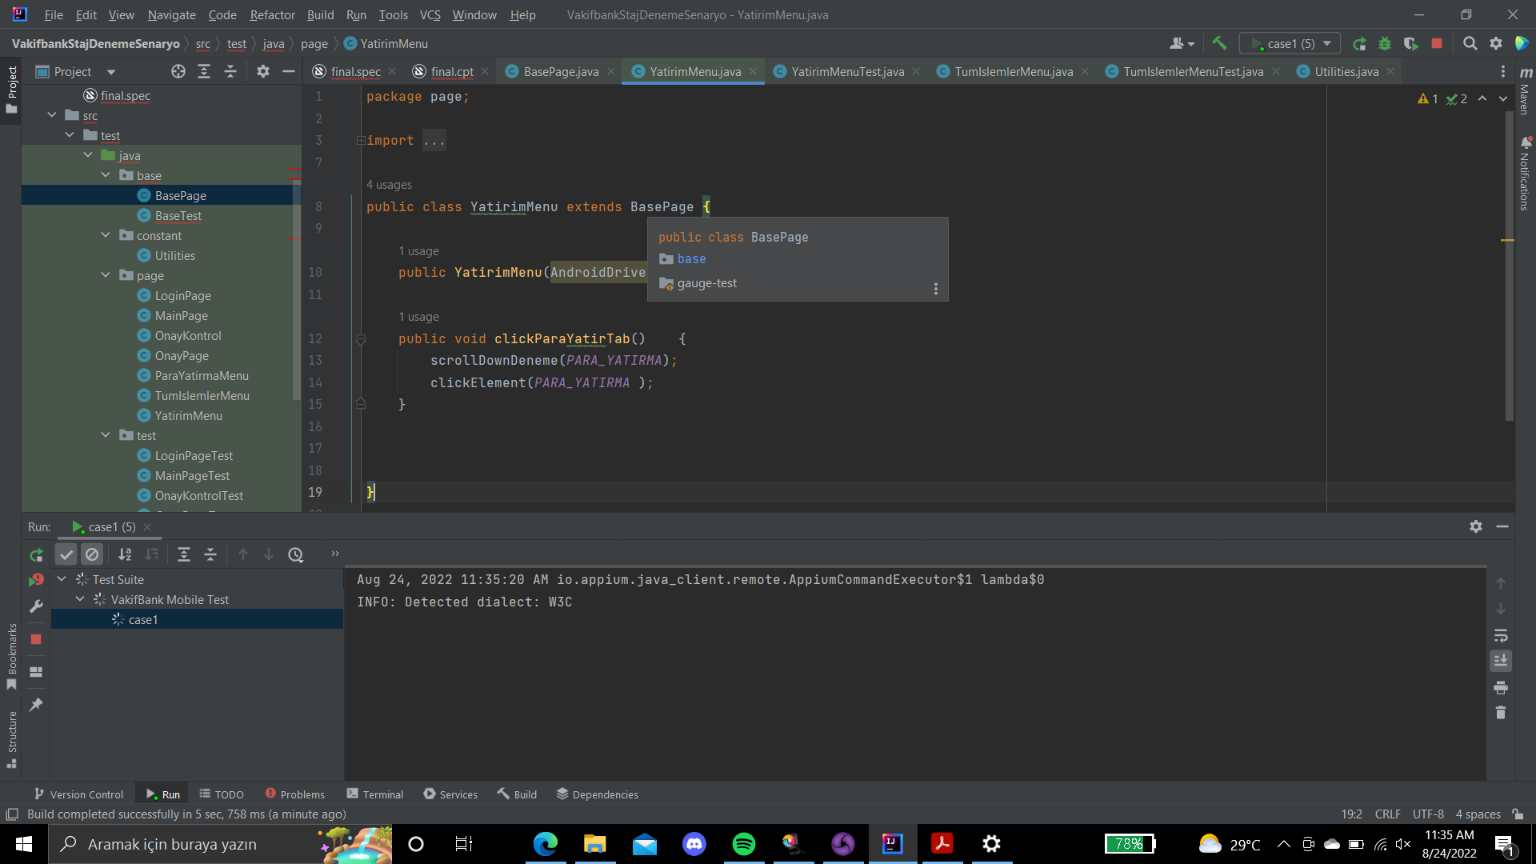 File Edit View Navigate Code Refactor Build Run Tools VCS Window Help VakifbankStajDenemeSenaryo - YatirimMenu.java
VakifbankStajDenemeSenaryo src test java page YatirimMenu case1 (5)
Project
Project
final.spec final.cpt BasePage.java YatirimMenu.java YatirimMenuTest.java TumIslemlerMenu.java TumIslemlerMenuTest.java Utilities.java
Maven
Notifications
final.spec
src
test
java
base
BasePage
BaseTest
constant
Utilities
page
LoginPage
MainPage
OnayKontrol
OnayPage
ParaYatirmaMenu
TumIslemlerMenu
YatirimMenu
test
LoginPageTest
MainPageTest
OnayKontrolTest
1 2
1 package page;
2
3 import ...
7
4 usages
8 public class YatirimMenu extends BasePage {
9
public class BasePage
base
gauge-test
1 usage
10 public YatirimMenu(AndroidDrive
11
1 usage
12 public void clickParaYatirTab() {
13 scrollDownDeneme(PARA_YATIRMA);
14 clickElement(PARA_YATIRMA );
15 }
16
17
18
19 }
Run: case1 (5)
Test Suite
VakifBank Mobile Test
case1
Aug 24, 2022 11:35:20 AM io.appium.java_client.remote.AppiumCommandExecutor$1 lambda$0
INFO: Detected dialect: W3C
Bookmarks
Structure
Version Control Run TODO Problems Terminal Services Build Dependencies
Build completed successfully in 5 sec, 758 ms (a minute ago) 19:2 CRLF UTF-8 4 spaces
Aramak için buraya yazın 78% 29°C 11:35 AM
8/24/2022 1